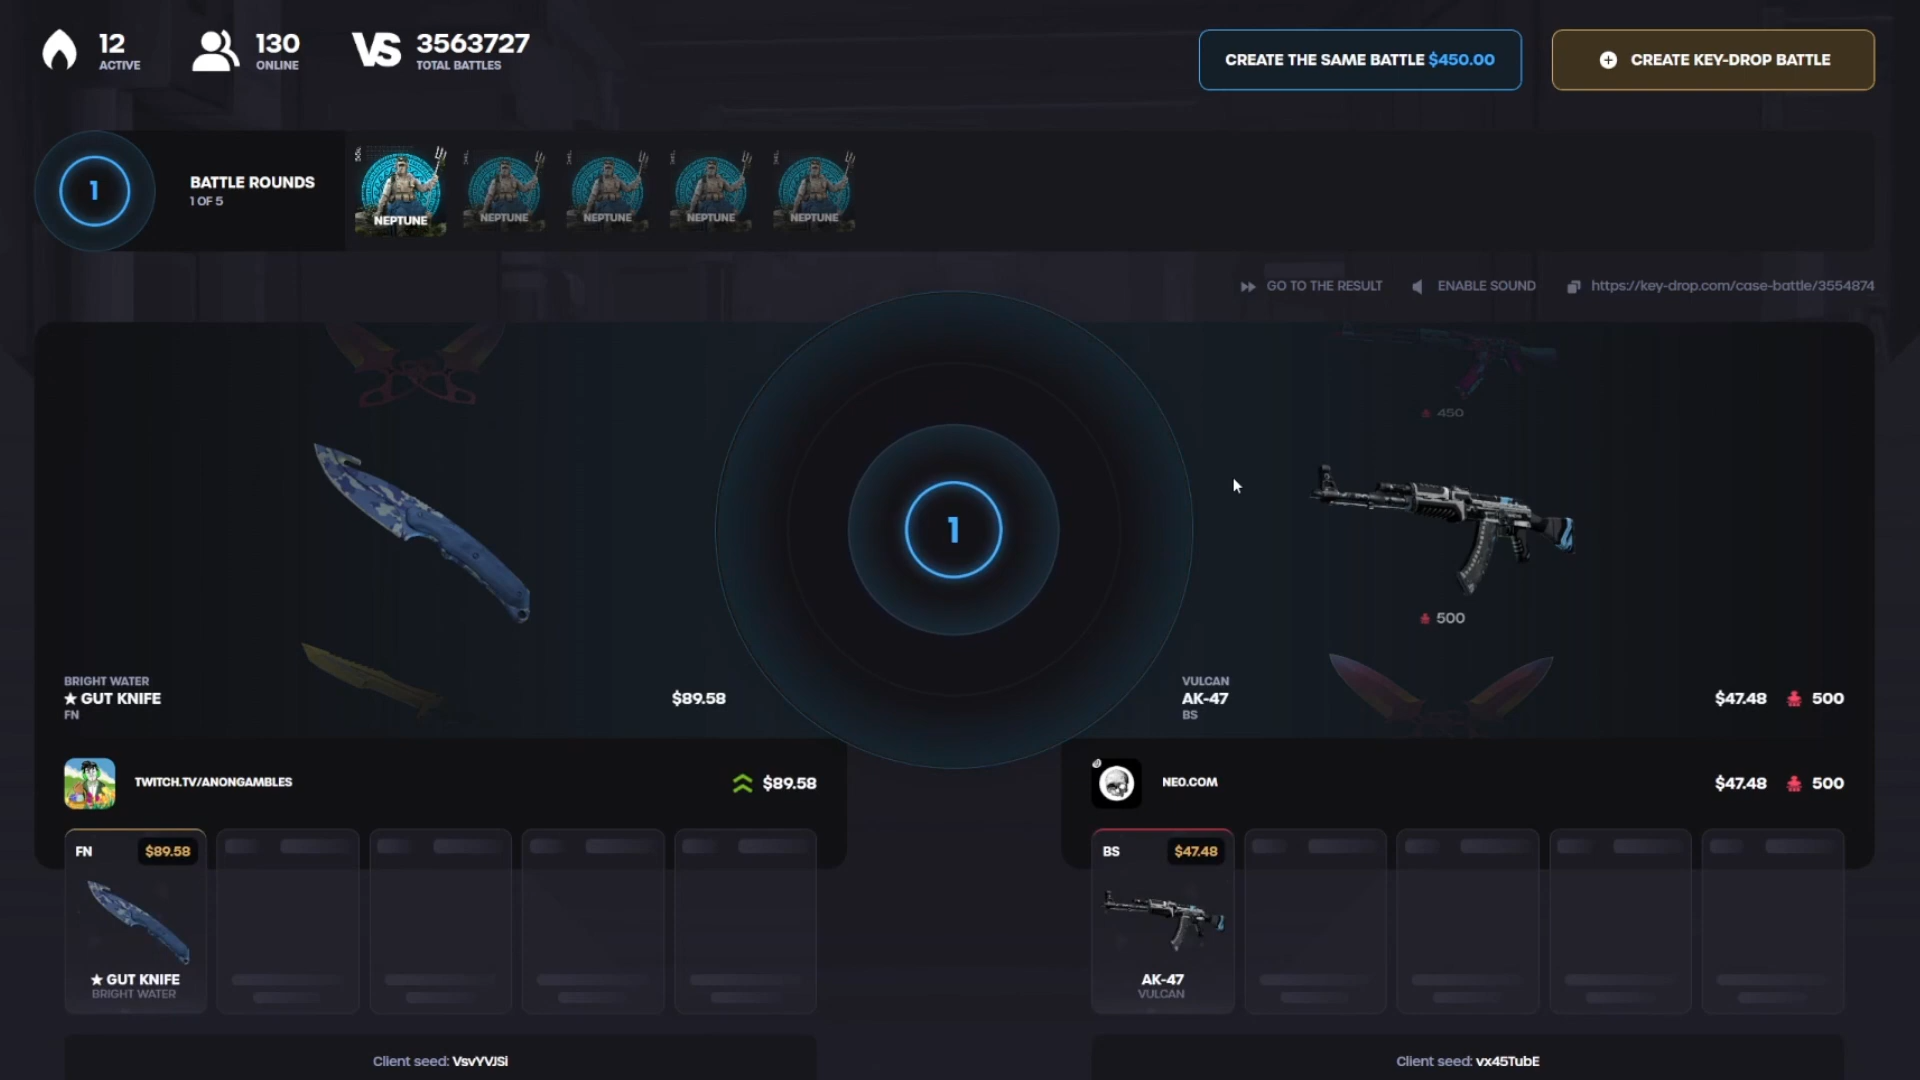 12
ACTIVE
130
ONLINE
VS
3563727
TOTAL BATTLES
CREATE THE SAME BATTLE $450.00
CREATE KEY-DROP BATTLE
1
BATTLE ROUNDS
1 OF 5
NEPTUNE
NEPTUNE
NEPTUNE
NEPTUNE
NEPTUNE
GO TO THE RESULT
ENABLE SOUND
https://key-drop.com/case-battle/3554874
450
1
500
BRIGHT WATER
★ GUT KNIFE
FN
$89.58
VULCAN
AK-47
BS
$47.48
500
TWITCH.TV/ANONGAMBLES
$89.58
NEO.COM
$47.48
500
FN
$89.58
★ GUT KNIFE
BRIGHT WATER
BS
$47.48
AK-47
VULCAN
Client seed: VsvYVJSi
Client seed: vx45TubE